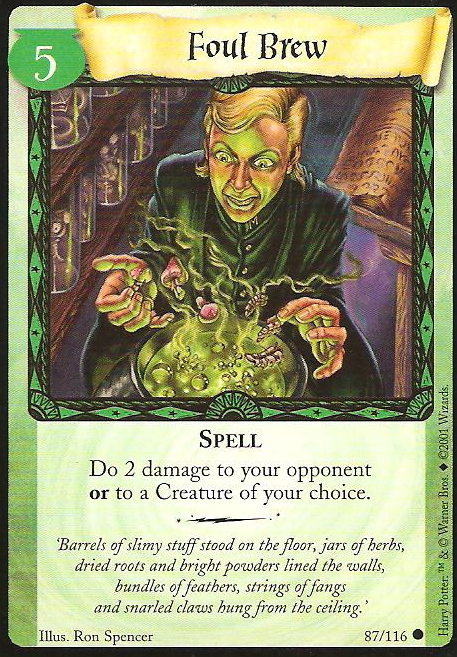 5
Foul Brew
SPELL
Do 2 damage to your opponent
or to a Creature of your choice.
'Barrels of slimy stuff stood on the floor, jars of herbs,
dried roots and bright powders lined the walls,
bundles of feathers, strings of fangs
and snarled claws hung from the ceiling.'
Illus. Ron Spencer
87/116 ●
Harry Potter: ™ & © Warner Bros. ◆ ©2001 Wizards.